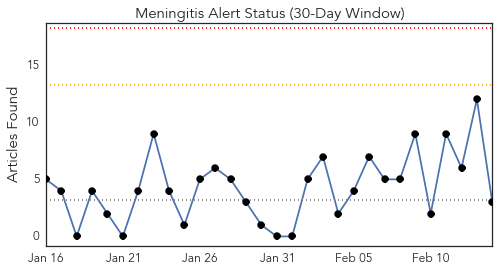 Meningitis Alert Status (30-Day Window)
Articles Found
15
10
5
0
Jan 16 Jan 21 Jan 26 Jan 31 Feb 05 Feb 10